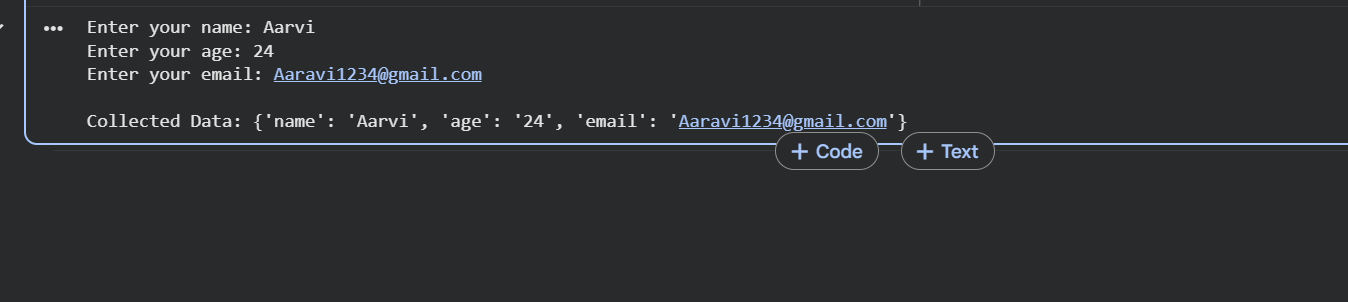 Enter your name: Aarvi
Enter your age: 24
Enter your email: Aaravi1234@gmail.com
Collected Data: {'name': 'Aarvi', 'age': '24', 'email': 'Aaravi1234@gmail.com'}
+ Code + Text